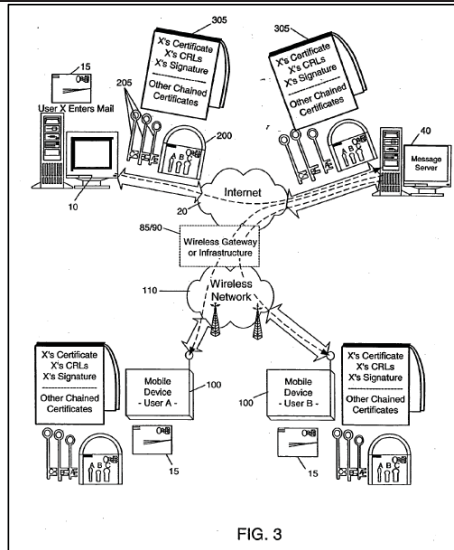 305
X's Certificate
X's CRLs
X's Signature
Other Chained
Certificates
305
X's Certificate
X's CRLs
X's Signature
Other Chained
Certificates
15
User X Enters Mail
205
200
A B C
A B C
40
Message
Server
10
Internet
20
85/90
Wireless Gateway
or Infrastructure
110
Wireless
Network
X's Certificate
X's CRLs
X's Signature
Other Chained
Certificates
100
Mobile
Device
- User A -
15
A B C
100
Mobile
Device
- User B -
15
X's Certificate
X's CRLs
X's Signature
Other Chained
Certificates
A B C
FIG. 3